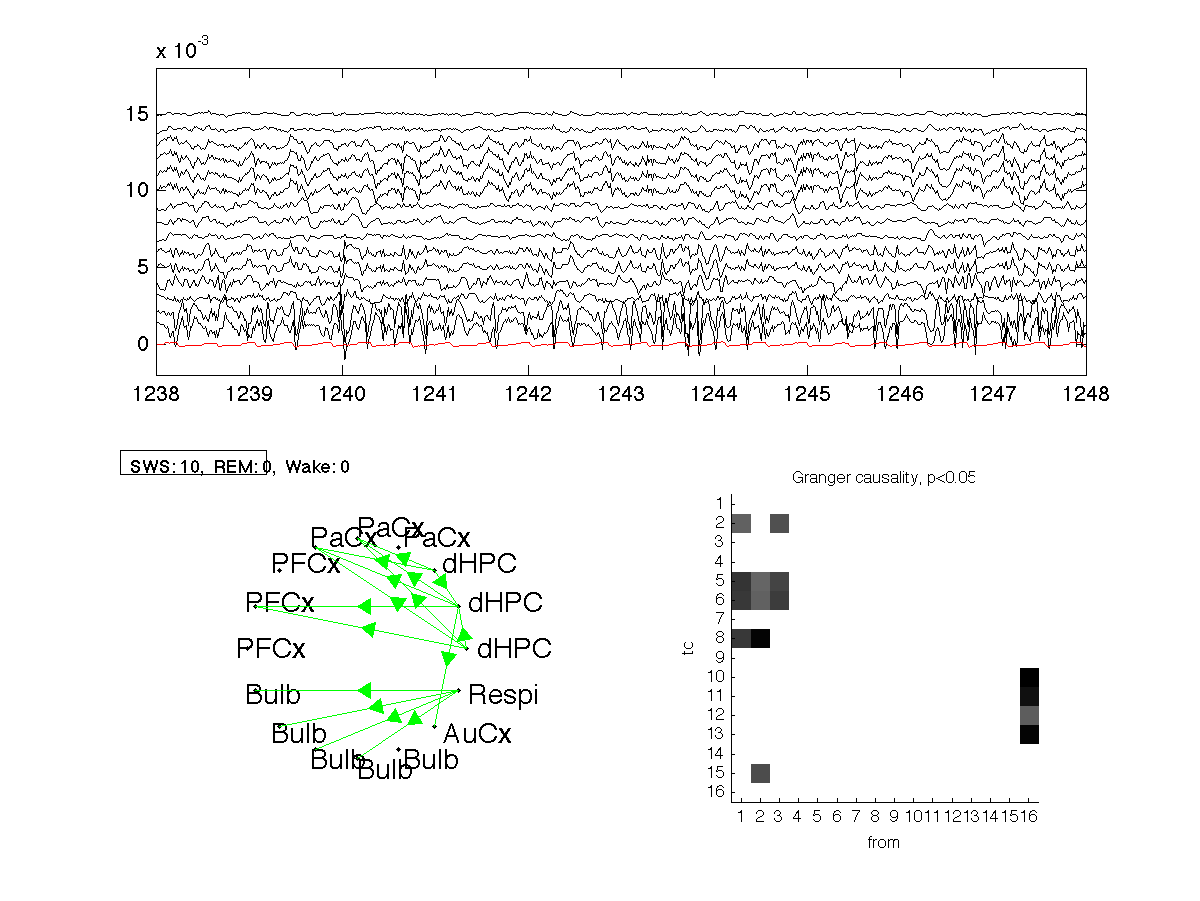 x 10-3
15
10
5
0
1238 1239 1240 1241 1242 1243 1244 1245 1246 1247 1248
SWS:10, REM:0, Wake:0
PaCx
PaCx
PaCx
PFCx
dHPC
PFCx
dHPC
PFCx
dHPC
Bulb
Respi
Bulb
AuCx
Bulb
Bulb
Bulb
Granger causality, p<0.05
1
2
3
4
5
6
7
8
9
10
11
12
13
14
15
16
to
1 2 3 4 5 6 7 8 9 10 11 12 13 14 15 16
from